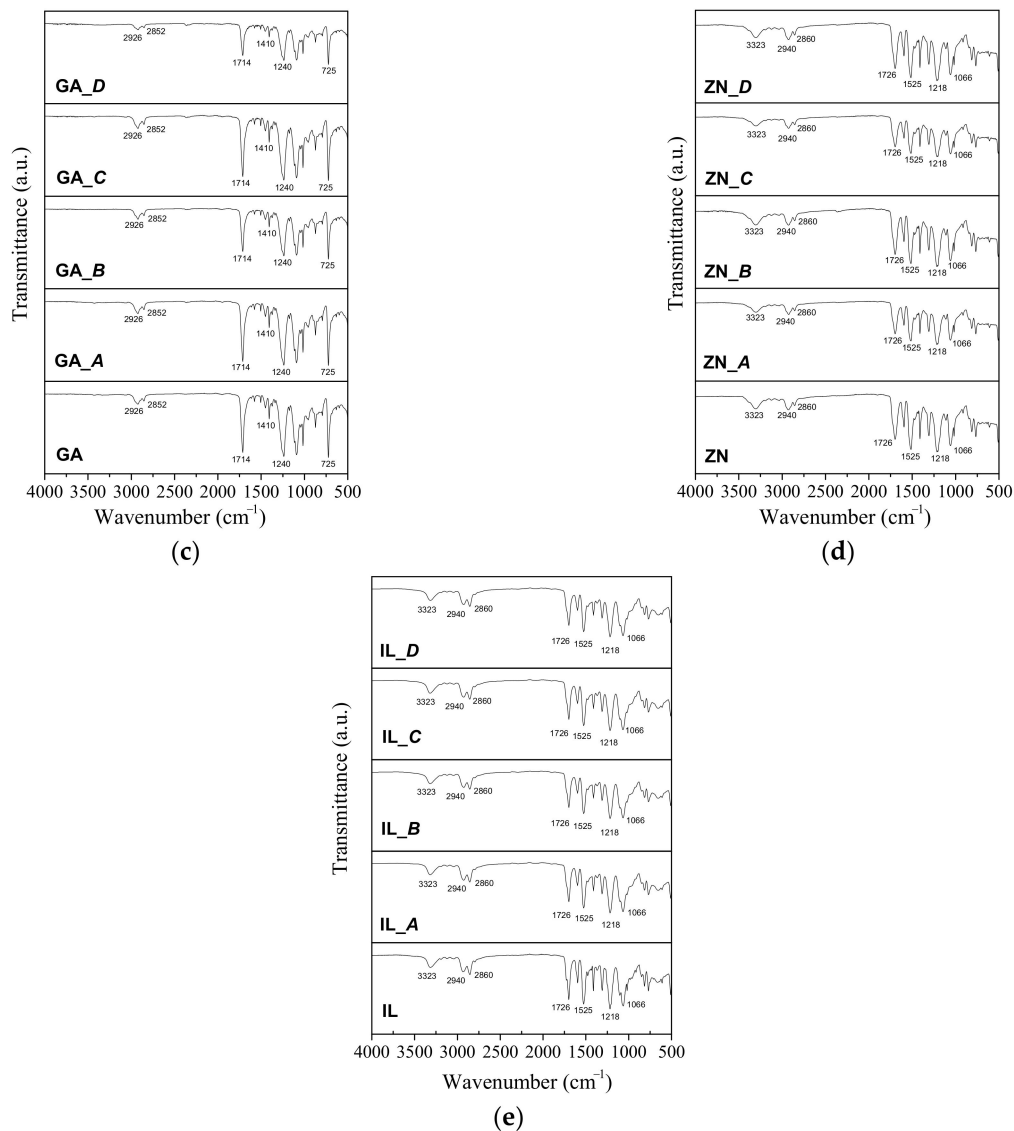 Transmittance (a.u.)
2926 2852 1714 1410 1240 725
GA_D
2926 2852 1714 1410 1240 725
GA_C
2926 2852 1714 1410 1240 725
GA_B
2926 2852 1714 1410 1240 725
GA_A
2926 2852 1714 1410 1240 725
GA
4000 3500 3000 2500 2000 1500 1000 500
Wavenumber (cm⁻¹)
(c)
Transmittance (a.u.)
3323 2940 2860 1726 1525 1218 1066
ZN_D
3323 2940 2860 1726 1525 1218 1066
ZN_C
3323 2940 2860 1726 1525 1218 1066
ZN_B
3323 2940 2860 1726 1525 1218 1066
ZN_A
3323 2940 2860 1726 1525 1218 1066
ZN
4000 3500 3000 2500 2000 1500 1000 500
Wavenumber (cm⁻¹)
(d)
Transmittance (a.u.)
3323 2940 2860 1726 1525 1218 1066
IL_D
3323 2940 2860 1726 1525 1218 1066
IL_C
3323 2940 2860 1726 1525 1218 1066
IL_B
3323 2940 2860 1726 1525 1218 1066
IL_A
3323 2940 2860 1726 1525 1218 1066
IL
4000 3500 3000 2500 2000 1500 1000 500
Wavenumber (cm⁻¹)
(e)